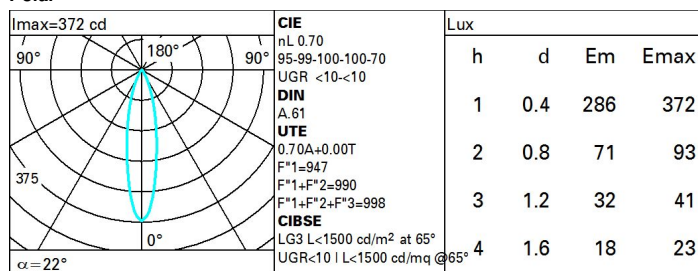 Imax=372 cd
90°
180°
90°
375
0°
α=22°
CIE
nL 0.70
95-99-100-100-70
UGR <10-<10
DIN
A.61
UTE
0.70A+0.00T
F"1=947
F"1+F"2=990
F"1+F"2+F"3=998
CIBSE
LG3 L<1500 cd/m² at 65°
UGR<10 | L<1500 cd/mq @65°
Lux
h d Em Emax
1 0.4 286 372
2 0.8 71 93
3 1.2 32 41
4 1.6 18 23